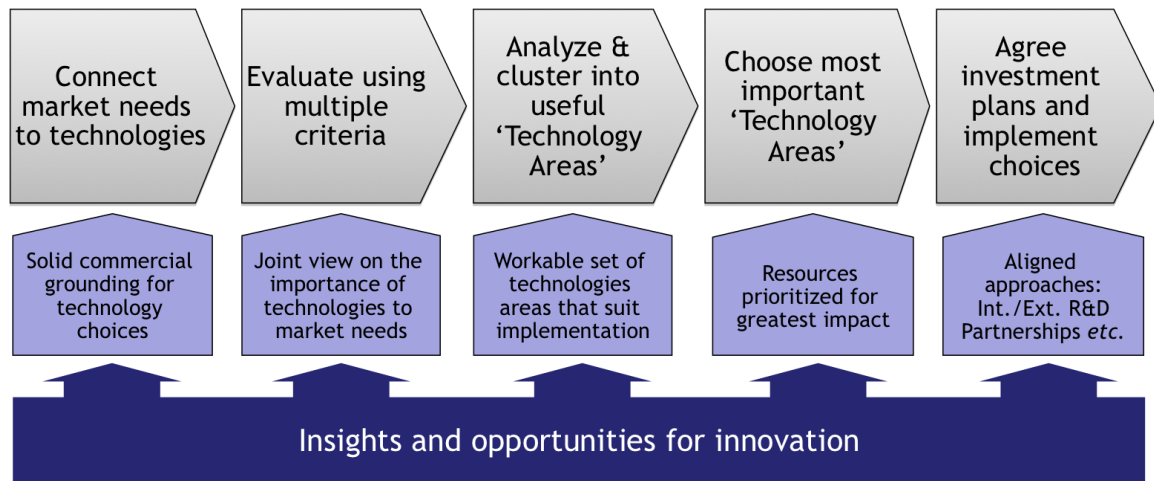 Connect
market needs
to technologies
Evaluate using
multiple
criteria
Analyze &
cluster into
useful
‘Technology
Areas’
Choose most
important
‘Technology
Areas’
Agree
investment
plans and
implement
choices
Solid commercial
grounding for
technology
choices
Joint view on the
importance of
technologies to
market needs
Workable set of
technologies
areas that suit
implementation
Resources
prioritized for
greatest impact
Aligned
approaches:
Int./Ext. R&D
Partnerships etc.
Insights and opportunities for innovation